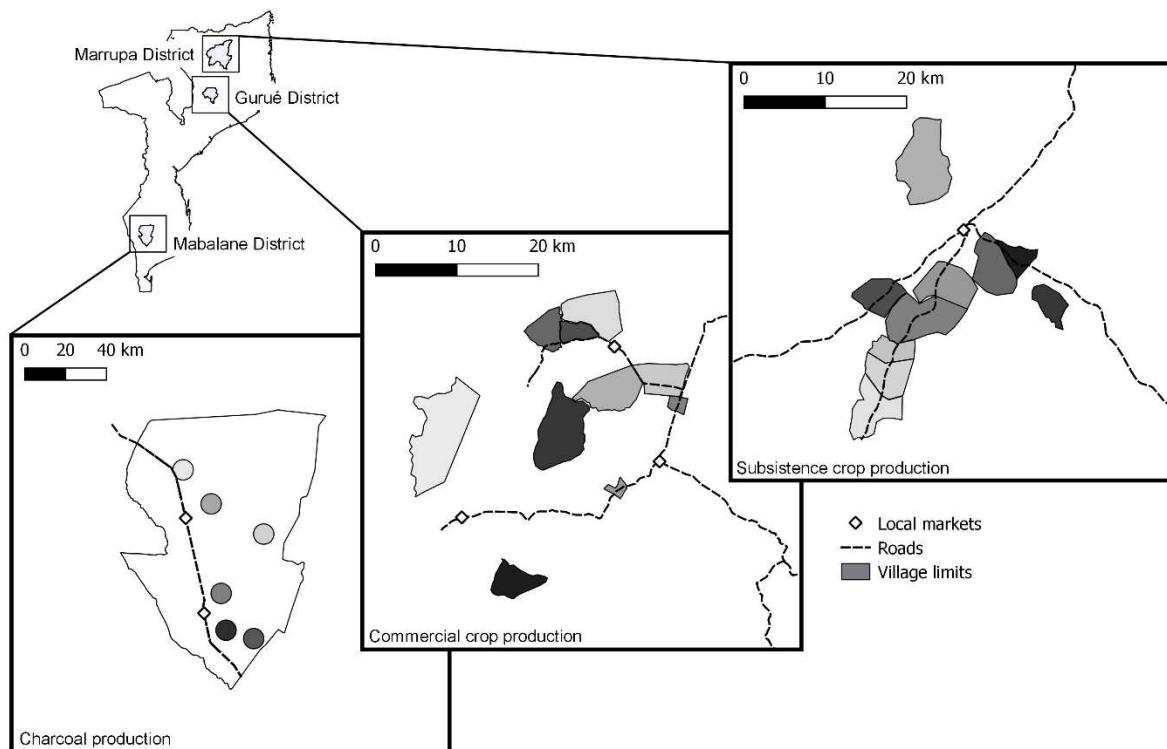 Marrupa District
Gurué District
Mabalane District
0 10 20 km
Subsistence crop production
0 10 20 km
Commercial crop production
0 20 40 km
Charcoal production
Local markets
Roads
Village limits